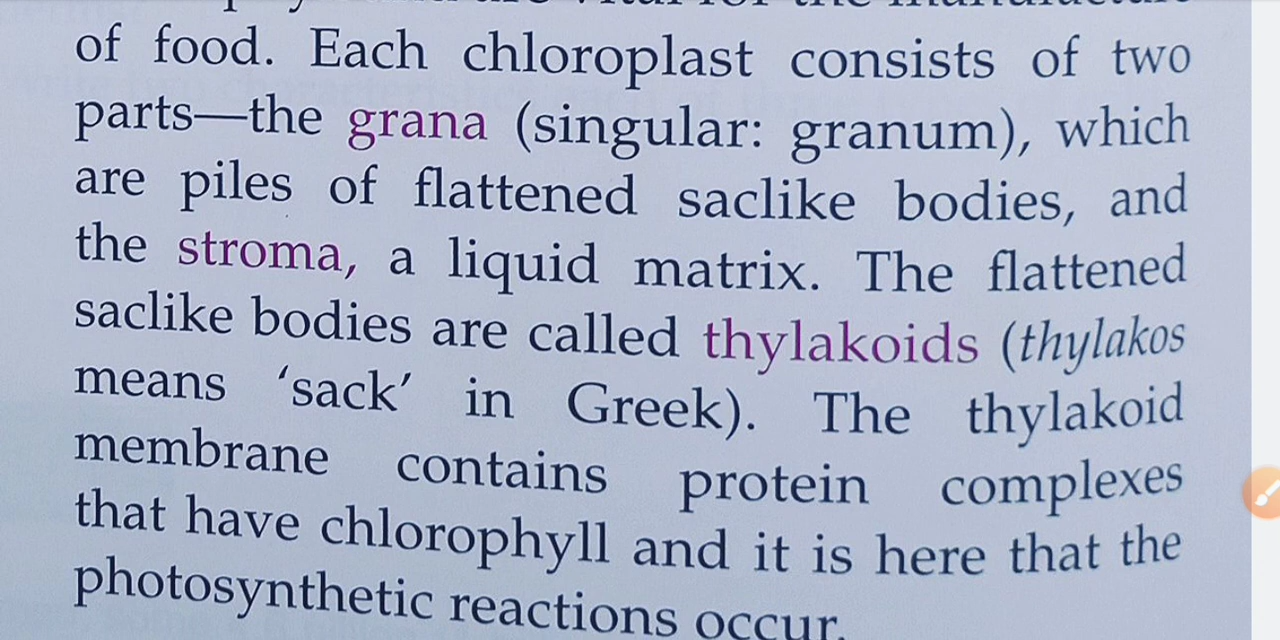 of food. Each chloroplast consists of two
parts—the grana (singular: granum), which
are piles of flattened saclike bodies, and
the stroma, a liquid matrix. The flattened
saclike bodies are called thylakoids (thylakos
means ‘sack’ in Greek). The thylakoid
membrane contains protein complexes
that have chlorophyll and it is here that the
photosynthetic reactions occur.